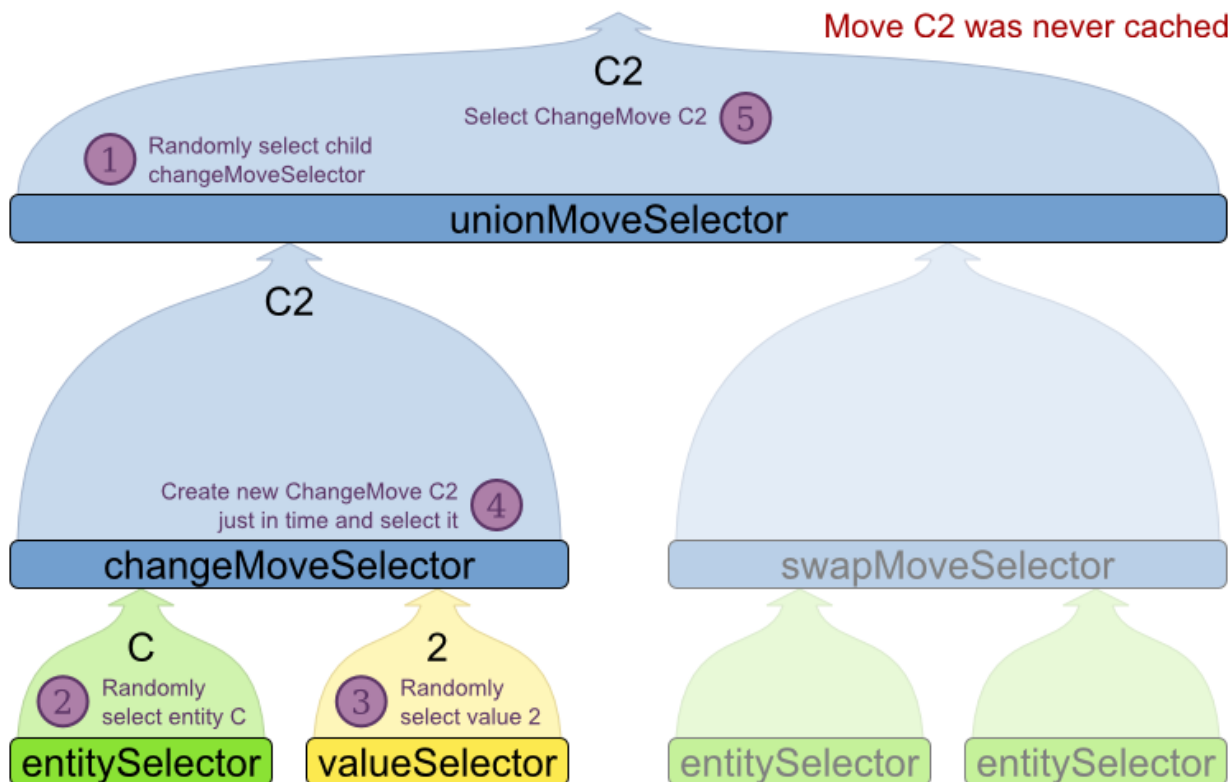 Move C2 was never cached
C2
Select ChangeMove C2
5
1
Randomly select child
changeMoveSelector
unionMoveSelector
C2
Create new ChangeMove C2
just in time and select it
4
changeMoveSelector
swapMoveSelector
C
2
2
Randomly
select entity C
3
Randomly
select value 2
entitySelector
valueSelector
entitySelector
entitySelector